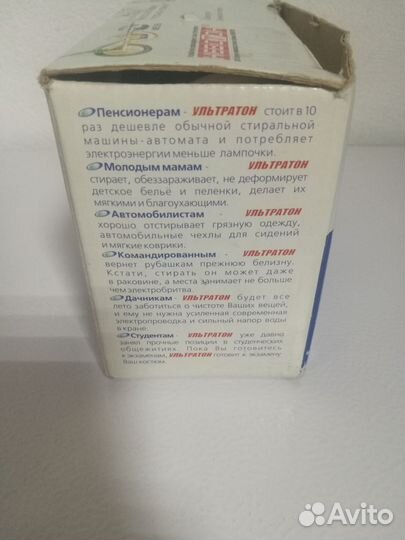 Пенсионерам - УЛЬТРАТОН стоит в 10
раз дешевле обычной стиральной
машины-автомата и потребляет
электроэнергии меньше лампочки.
Молодым мамам - УЛЬТРАТОН
стирает, обеззараживает, не деформирует
детское бельё и пеленки, делает их
мягкими и благоухающими.
Автомобилистам - УЛЬТРАТОН
хорошо отстирывает грязную одежду,
автомобильные чехлы для сидений
и мягкие коврики.
Командированным - УЛЬТРАТОН
вернет рубашкам прежнюю белизну.
Кстати, стирать он может даже
в раковине, а места занимает не больше
чем электробритва.
Дачникам - УЛЬТРАТОН будет все
лето заботиться о чистоте Ваших вещей,
и ему не нужна усиленная современная
электропроводка и сильный напор воды
в кране.
Студентам - УЛЬТРАТОН уже давно
занял прочные позиции в студенческих
общежитиях. Пока Вы готовитесь
к экзаменам, УЛЬТРАТОН готовит к экзамену
Ваш костюм.
Avito